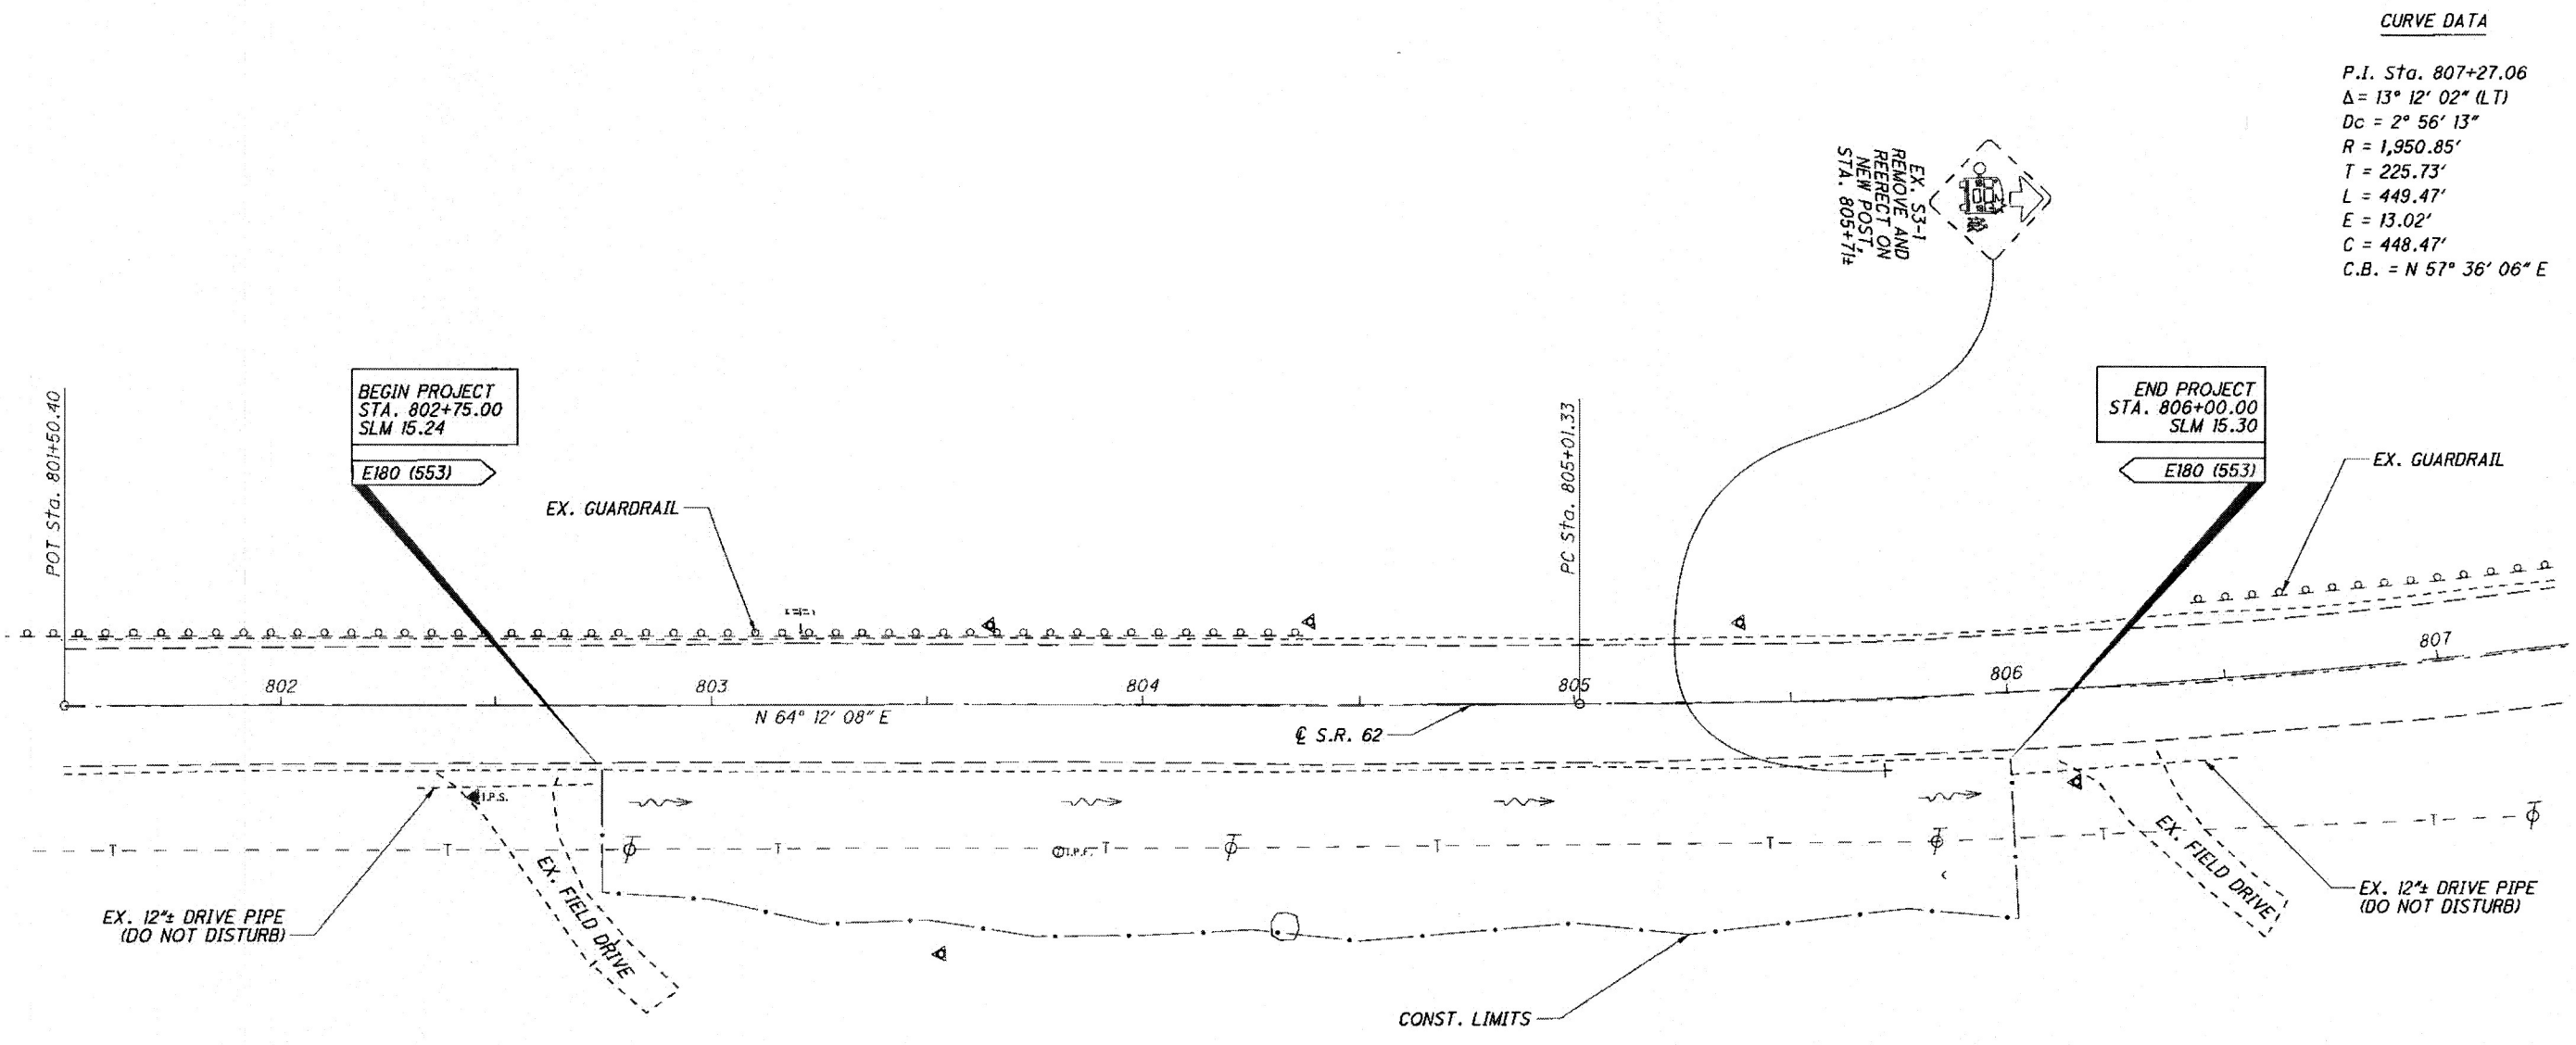 CURVE DATA
P.I. Sta. 807+27.06
Δ = 13° 12' 02" (LT)
Dc = 2° 56' 13"
R = 1,950.85'
T = 225.73'
L = 449.47'
E = 13.02'
C = 448.47'
C.B. = N 57° 36' 06" E
EX. S3-1
REMOVE AND
REERECT ON
NEW POST,
STA. 805+71±
POT Sta. 801+50.40
BEGIN PROJECT
STA. 802+75.00
SLM 15.24
E180 (553)
EX. GUARDRAIL
PC Sta. 805+01.33
END PROJECT
STA. 806+00.00
SLM 15.30
E180 (553)
EX. GUARDRAIL
802
803
804
805
806
807
N 64° 12' 08" E
℄ S.R. 62
I.P.S.
T
T
T
I.P.F.
T
T
T
T
T
EX. 12"± DRIVE PIPE
(DO NOT DISTURB)
EX. FIELD DRIVE
EX. FIELD DRIVE
EX. 12"± DRIVE PIPE
(DO NOT DISTURB)
CONST. LIMITS